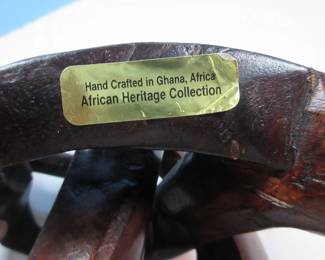 Hand Crafted in Ghana, Africa
African Heritage Collection